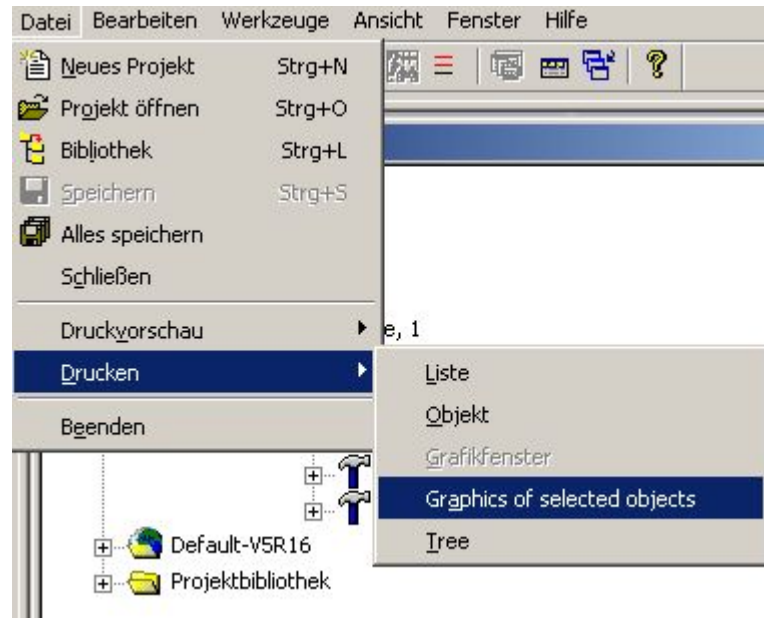 Datei Bearbeiten Werkzeuge Ansicht Fenster Hilfe
Neues Projekt Strg+N
Projekt öffnen Strg+O
Bibliothek Strg+L
Speichern Strg+S
Alles speichern
Schließen
Druckvorschau
e, 1
Drucken
Liste
Objekt
Grafikfenster
Graphics of selected objects
Tree
Beenden
Default-V5R16
Projektbibliothek